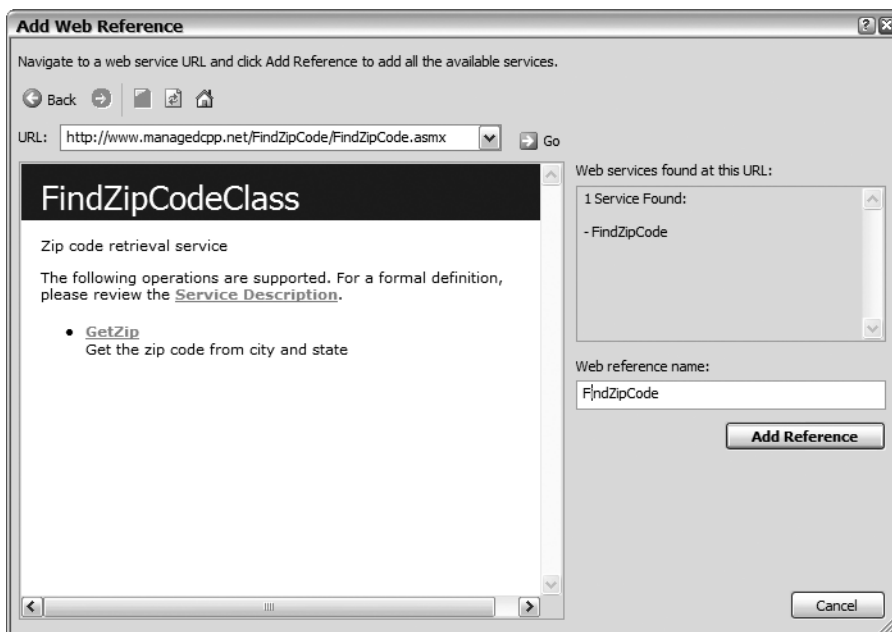 Add Web Reference
Navigate to a web service URL and click Add Reference to add all the available services.
Back
URL: http://www.managedcpp.net/FindZipCode/FindZipCode.asmx Go
FindZipCodeClass
Zip code retrieval service
The following operations are supported. For a formal definition,
please review the Service Description.
• GetZip
Get the zip code from city and state
Web services found at this URL:
1 Service Found:
- FindZipCode
Web reference name:
FindZipCode
Add Reference
Cancel